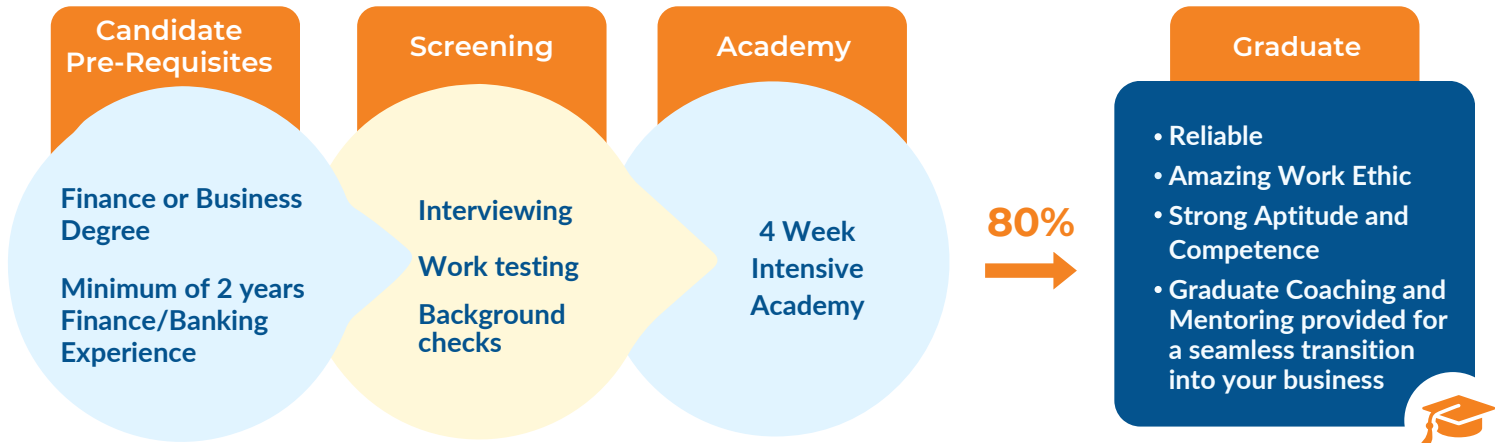 Candidate
Pre-Requisites
Finance or Business
Degree
Minimum of 2 years
Finance/Banking
Experience
Screening
Interviewing
Work testing
Background
checks
Academy
4 Week
Intensive
Academy
80%
Graduate
• Reliable
• Amazing Work Ethic
• Strong Aptitude and
Competence
• Graduate Coaching and
Mentoring provided for
a seamless transition
into your business